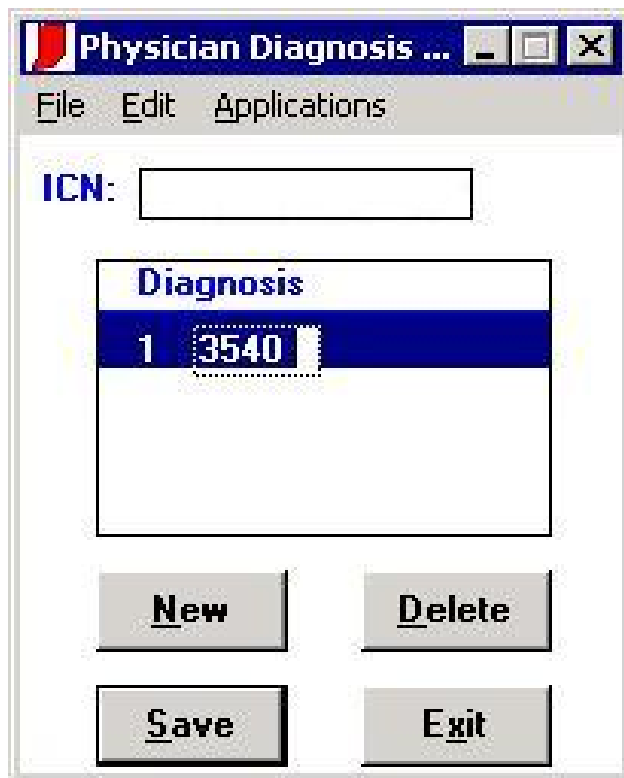 Physician Diagnosis ...
File Edit Applications
ICN:
Diagnosis
1 3540
New Delete
Save Exit